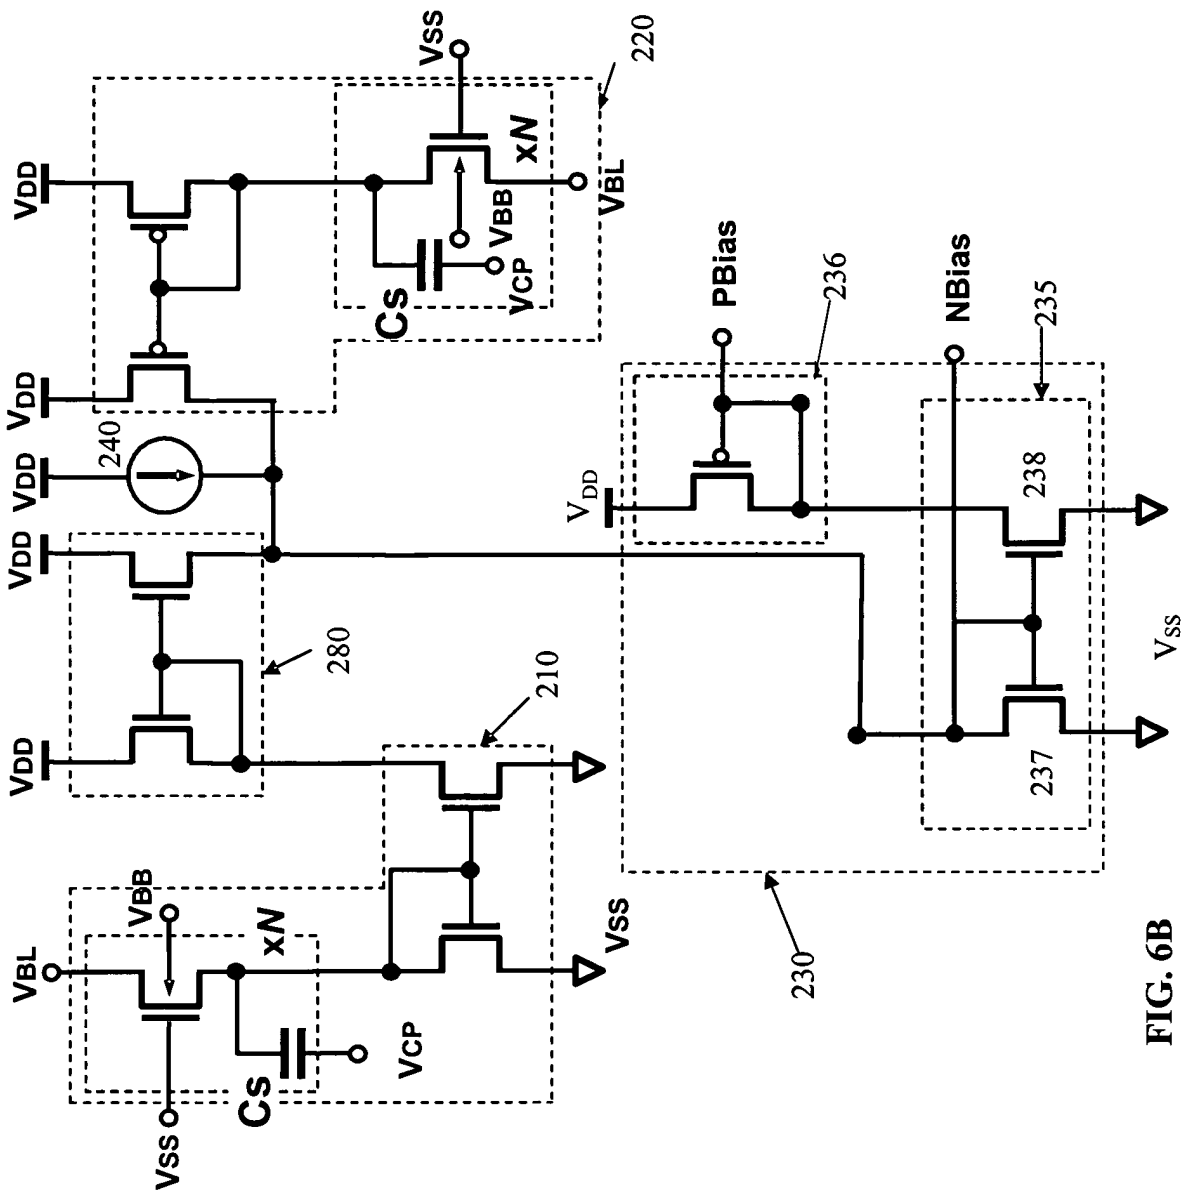 VDD
VDD
VDD
VDD
VDD
240
VSS
220
xN
VBB
VBL
VCP
Cs
280
210
VBL
VBB
xN
VCP
Cs
VSS
VSS
PBias
236
VDD
NBias
235
238
237
VSS
230
FIG. 6B